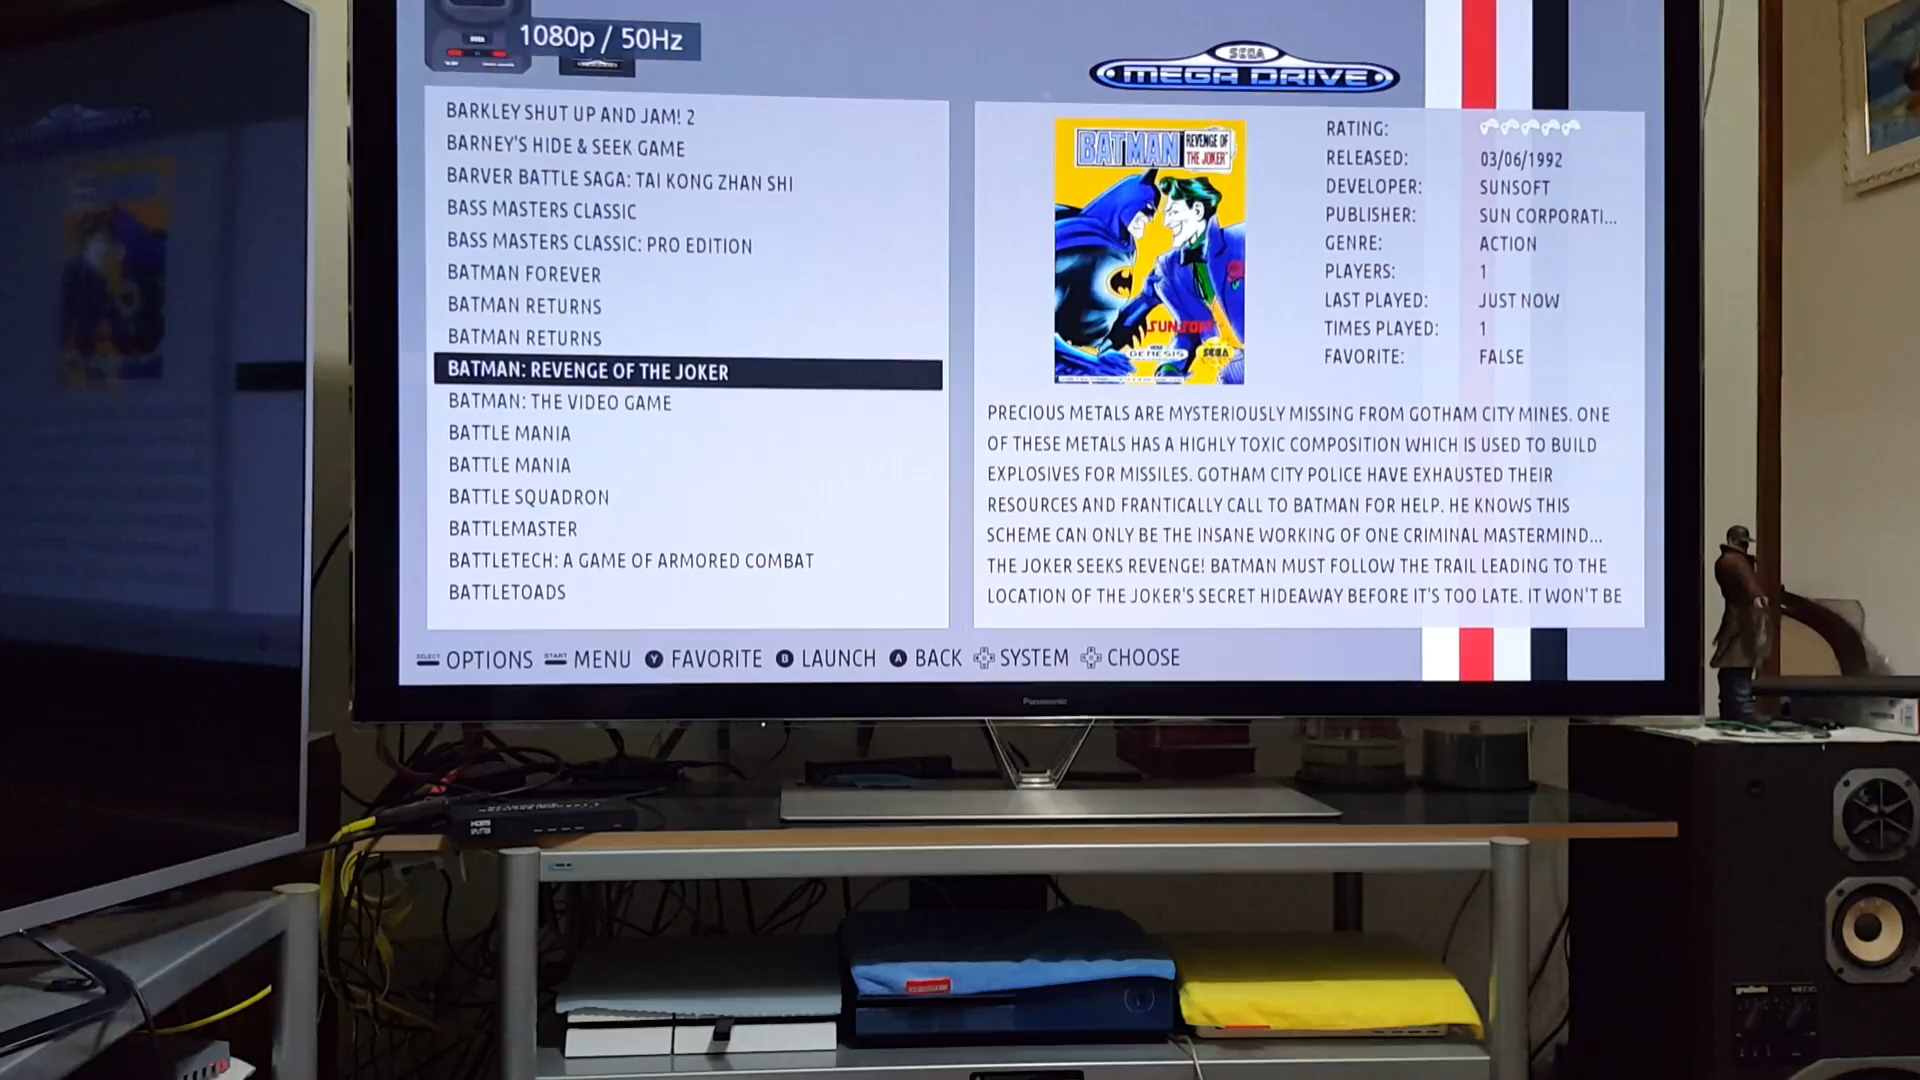 1080p / 50Hz
SEGA
SEGA
MEGA DRIVE
BARKLEY SHUT UP AND JAM! 2
BARNEY'S HIDE & SEEK GAME
BARVER BATTLE SAGA: TAI KONG ZHAN SHI
BASS MASTERS CLASSIC
BASS MASTERS CLASSIC: PRO EDITION
BATMAN FOREVER
BATMAN RETURNS
BATMAN RETURNS
BATMAN: REVENGE OF THE JOKER
BATMAN: THE VIDEO GAME
BATTLE MANIA
BATTLE MANIA
BATTLE SQUADRON
BATTLEMASTER
BATTLETECH: A GAME OF ARMORED COMBAT
BATTLETOADS
BATMAN
REVENGE OF
THE JOKER
SUNSOFT
GENESIS
SEGA
RATING:
RELEASED: 03/06/1992
DEVELOPER: SUNSOFT
PUBLISHER: SUN CORPORATI...
GENRE: ACTION
PLAYERS: 1
LAST PLAYED: JUST NOW
TIMES PLAYED: 1
FAVORITE: FALSE
PRECIOUS METALS ARE MYSTERIOUSLY MISSING FROM GOTHAM CITY MINES. ONE
OF THESE METALS HAS A HIGHLY TOXIC COMPOSITION WHICH IS USED TO BUILD
EXPLOSIVES FOR MISSILES. GOTHAM CITY POLICE HAVE EXHAUSTED THEIR
RESOURCES AND FRANTICALLY CALL TO BATMAN FOR HELP. HE KNOWS THIS
SCHEME CAN ONLY BE THE INSANE WORKING OF ONE CRIMINAL MASTERMIND...
THE JOKER SEEKS REVENGE! BATMAN MUST FOLLOW THE TRAIL LEADING TO THE
LOCATION OF THE JOKER'S SECRET HIDEAWAY BEFORE IT'S TOO LATE. IT WON'T BE
SELECT OPTIONS START MENU Y FAVORITE B LAUNCH A BACK SYSTEM CHOOSE
Panasonic
HDMI
SPLITTER
gradiente